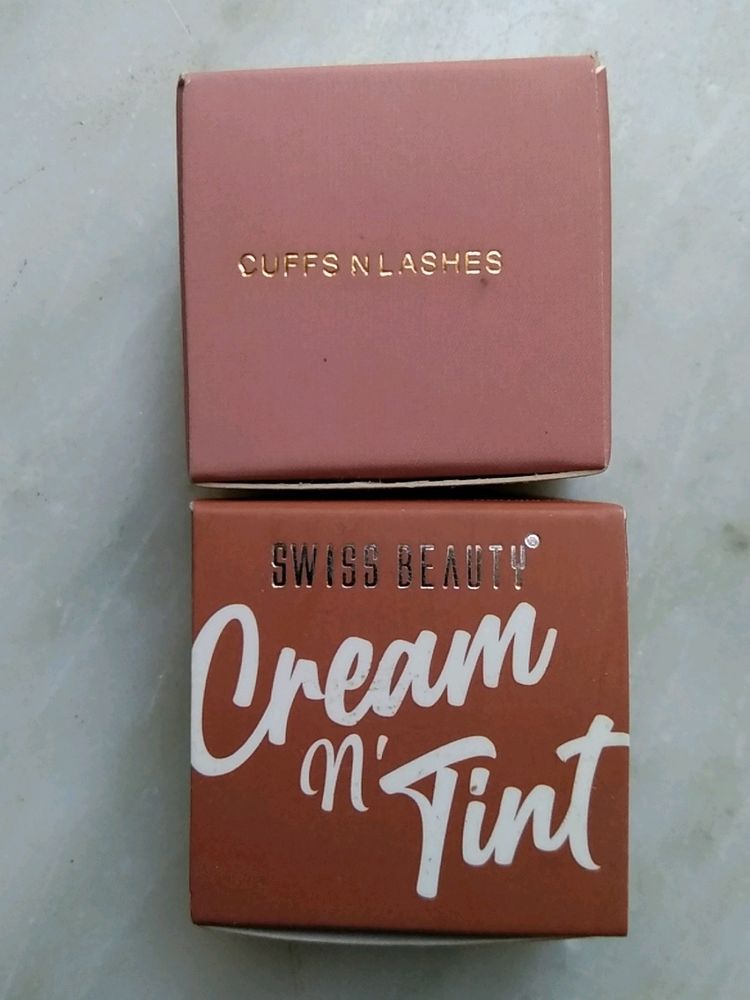 CUFFS N LASHES
SWISS BEAUTY®
Cream
n'
Tint